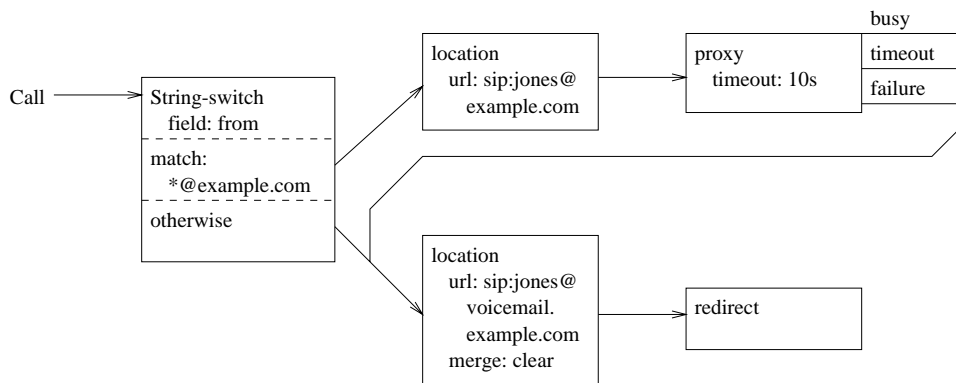 Call
String-switch
field: from
match:
*@example.com
otherwise
location
url: sip:jones@
example.com
proxy
timeout: 10s
busy
timeout
failure
location
url: sip:jones@
voicemail.
example.com
merge: clear
redirect